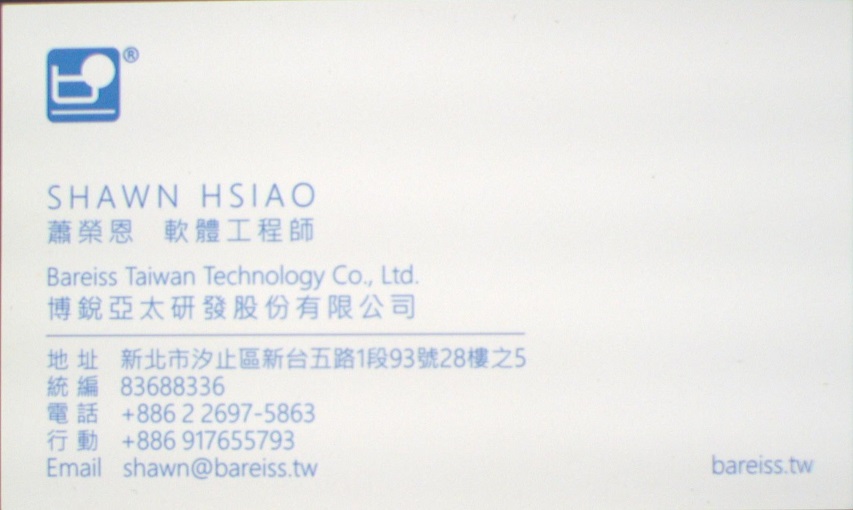 ®
SHAWN HSIAO
蕭榮恩 軟體工程師
Bareiss Taiwan Technology Co., Ltd.
博銳亞太研發股份有限公司
地址 新北市汐止區新台五路1段93號28樓之5
統編 83688336
電話 +886 2 2697-5863
行動 +886 917655793
Email shawn@bareiss.tw
bareiss.tw